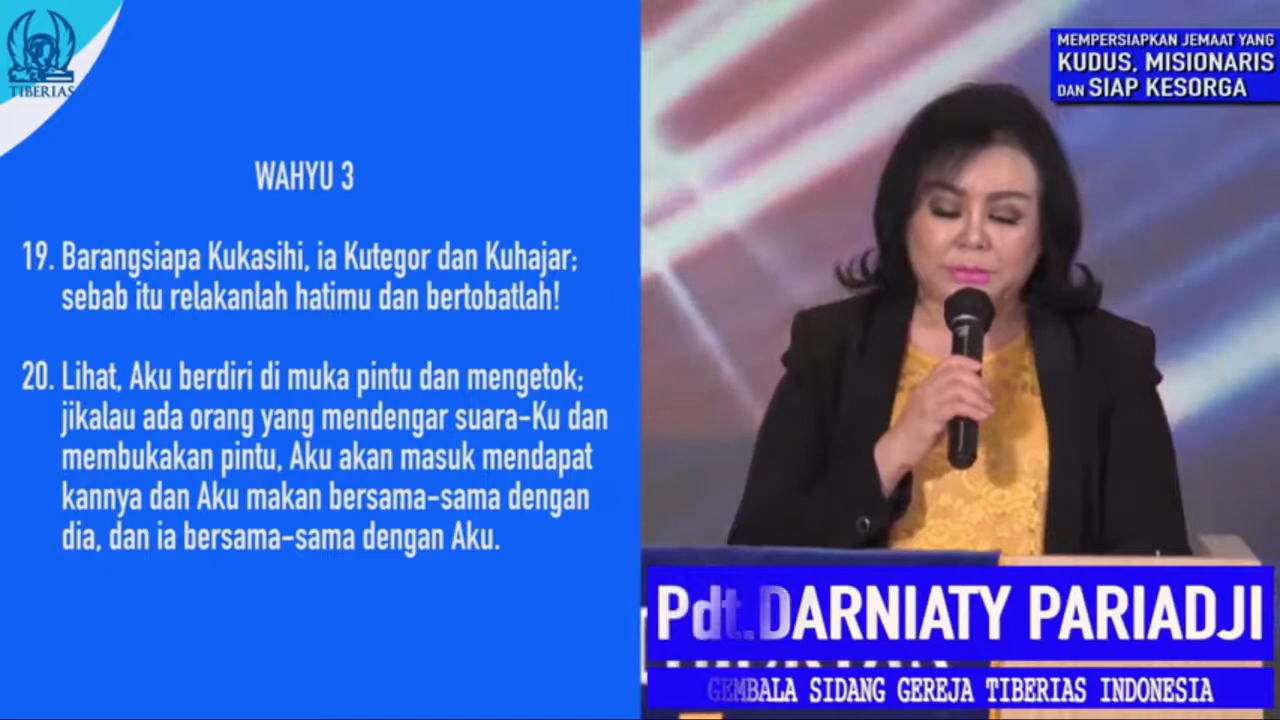 TIBERIAS
WAHYU 3
19. Barangsiapa Kukasihi, ia Kutegor dan Kuhajar;
sebab itu relakanlah hatimu dan bertobatlah!
20. Lihat, Aku berdiri di muka pintu dan mengetok;
jikalau ada orang yang mendengar suara-Ku dan
membukakan pintu, Aku akan masuk mendapat
kannya dan Aku makan bersama-sama dengan
dia, dan ia bersama-sama dengan Aku.
MEMPERSIAPKAN JEMAAT YANG
KUDUS, MISIONARIS
DAN SIAP KESORGA
Pdt.DARNIATY PARIADJI
GEMBALA SIDANG GEREJA TIBERIAS INDONESIA